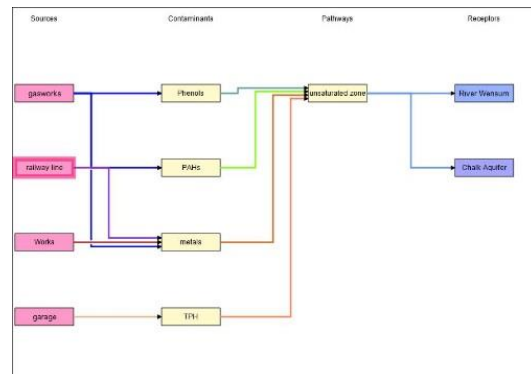 Sources Contaminants Pathways Receptors
gasworks Phenols unsaturated zone River Wensum
railway line PAHs Chalk Aquifer
Works metals
garage TPH